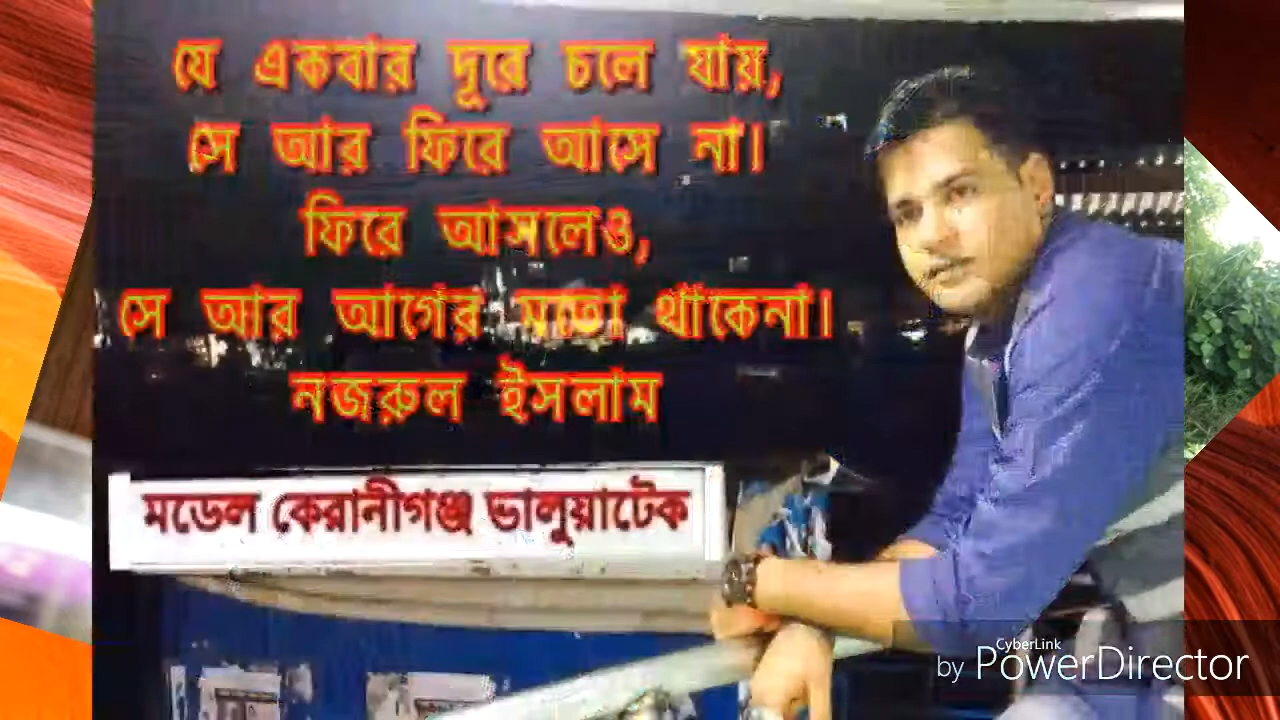 যে একবার দূরে চলে যায়,
সে আর ফিরে আসে না।
ফিরে আসলেও,
সে আর আগের মতো থাকেনা।
নজরুল ইসলাম
মডেল কেরানীগঞ্জ ভালুয়াটেক
CyberLink
by PowerDirector